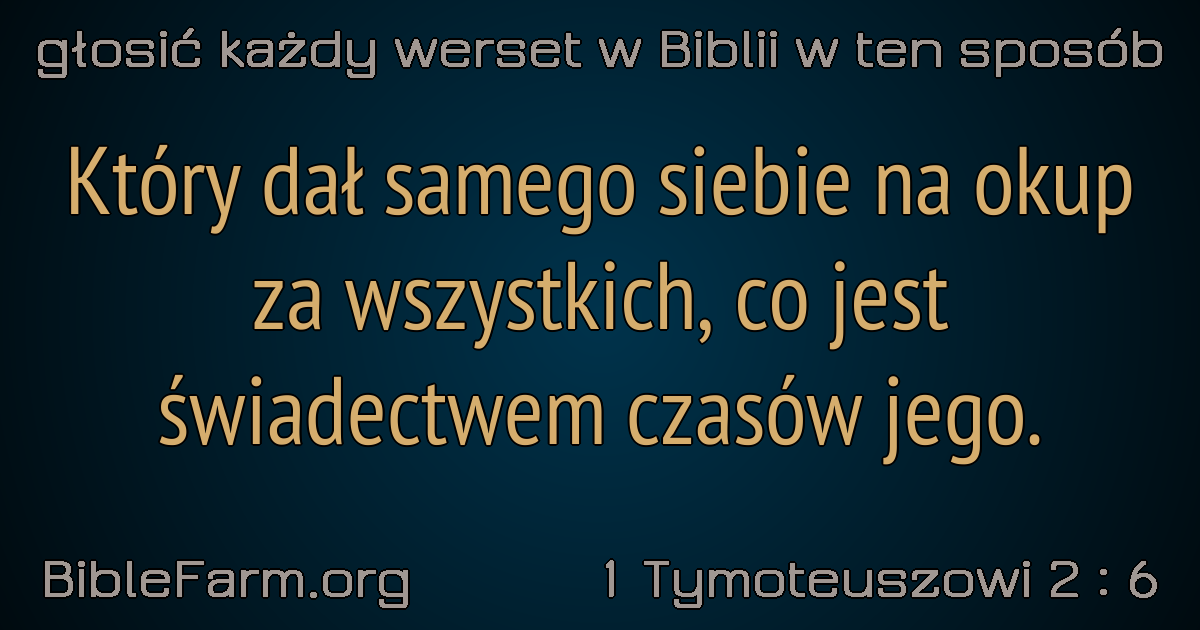 głosić każdy werset w Biblii w ten sposób
Który dał samego siebie na okup
za wszystkich, co jest
świadectwem czasów jego.
BibleFarm.org
1 Tymoteuszowi 2 : 6